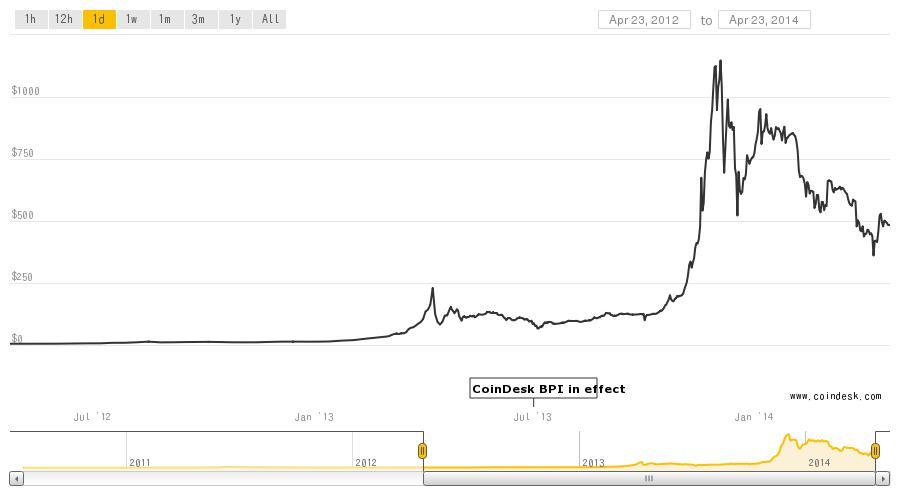 1h 12h 1d 1w 1m 3m 1y All
Apr 23, 2012 to Apr 23, 2014
$1000
$750
$500
$250
$0
CoinDesk BPI in effect
www.coindesk.com
Jul '12 Jan '13 Jul '13 Jan '14
2011 2012 2013 2014